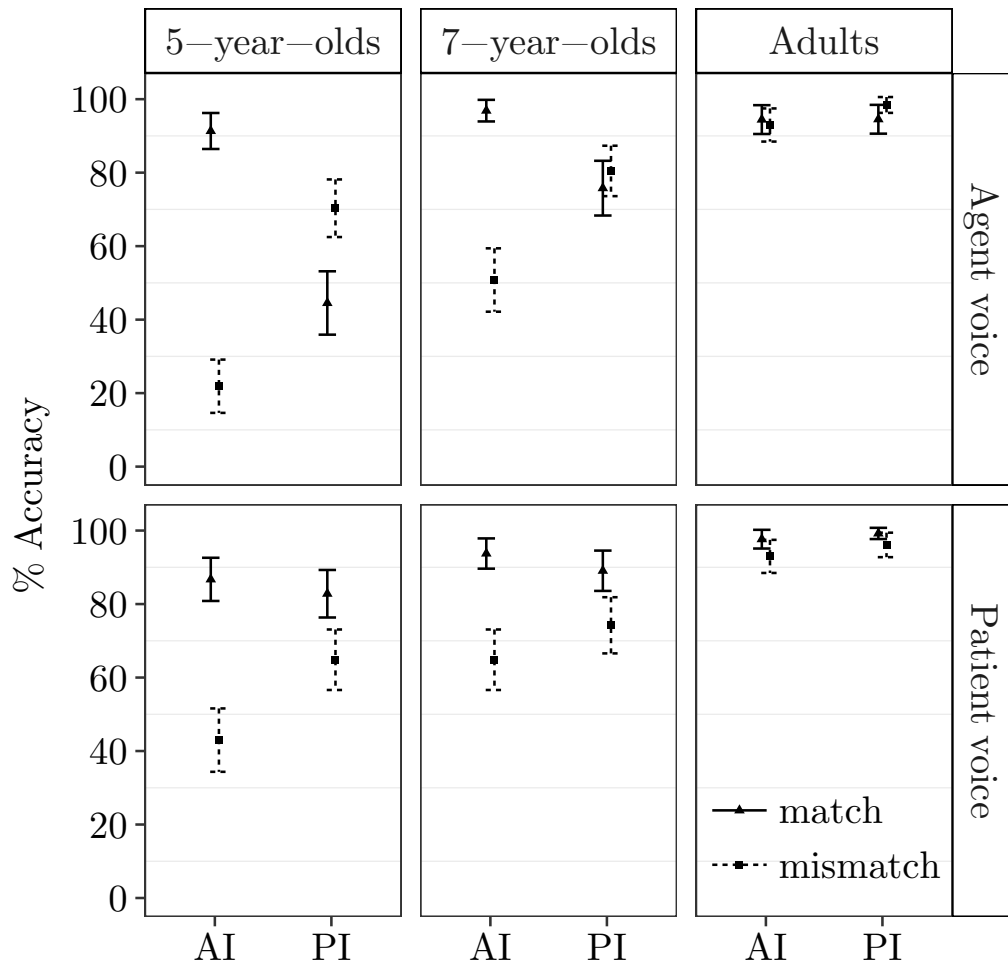 5−year−olds
7−year−olds
Adults
100
80
60
40
20
0
Agent voice
% Accuracy
100
80
60
40
20
0
Patient voice
match
mismatch
AI
PI
AI
PI
AI
PI